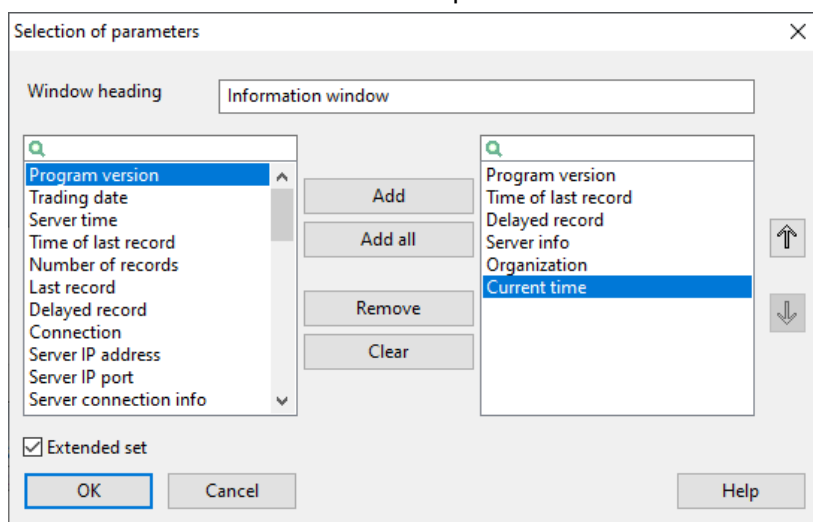 Selection of parameters
Window heading
Information window
Program version
Trading date
Server time
Time of last record
Number of records
Last record
Delayed record
Connection
Server IP address
Server IP port
Server connection info
Add
Add all
Remove
Clear
Program version
Time of last record
Delayed record
Server info
Organization
Current time
Extended set
OK
Cancel
Help